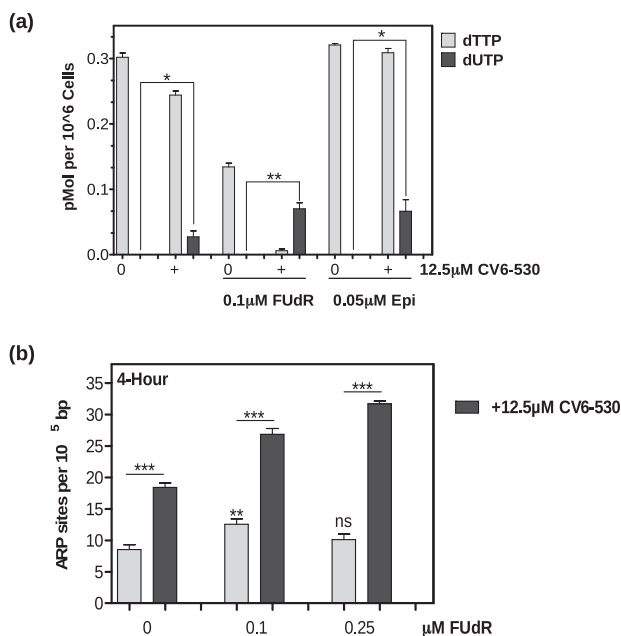 (a)
dTTP
dUTP
pMol per 10^6 Cells
0.3
0.2
0.1
0.0
*
**
*
0 + 0 + 0 + 12.5µM CV6-530
0.1µM FUdR 0.05µM Epi
(b)
4-Hour
+12.5µM CV6-530
ARP sites per 10 5 bp
35
30
25
20
15
10
5
0
***
***
***
**
ns
0 0.1 0.25 µM FUdR